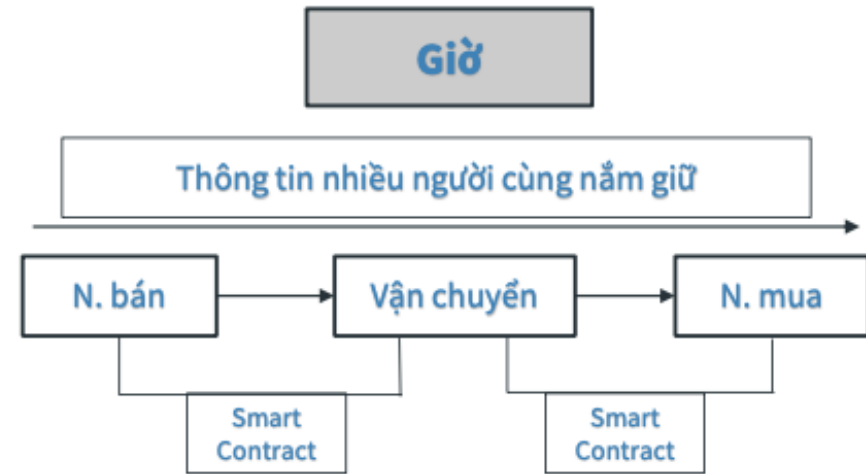 Giờ
Thông tin nhiều người cùng nắm giữ
N. bán
Vận chuyển
N. mua
Smart
Contract
Smart
Contract